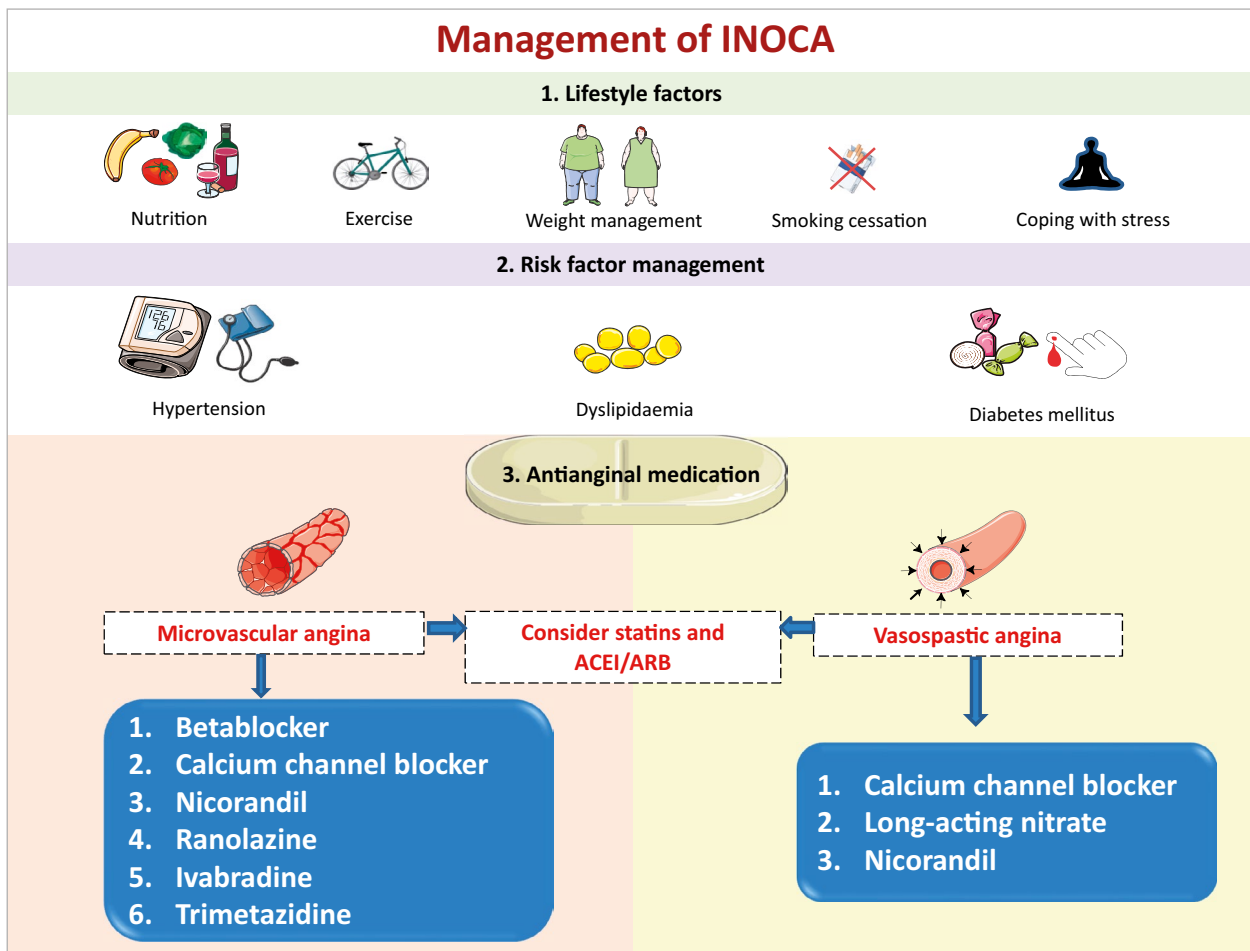 Management of INOCA
1. Lifestyle factors
Nutrition
Exercise
Weight management
Smoking cessation
Coping with stress
2. Risk factor management
126
76
Hypertension
Dyslipidaemia
Diabetes mellitus
3. Antianginal medication
Microvascular angina
Consider statins and
ACEI/ARB
Vasospastic angina
1. Betablocker
2. Calcium channel blocker
3. Nicorandil
4. Ranolazine
5. Ivabradine
6. Trimetazidine
1. Calcium channel blocker
2. Long-acting nitrate
3. Nicorandil